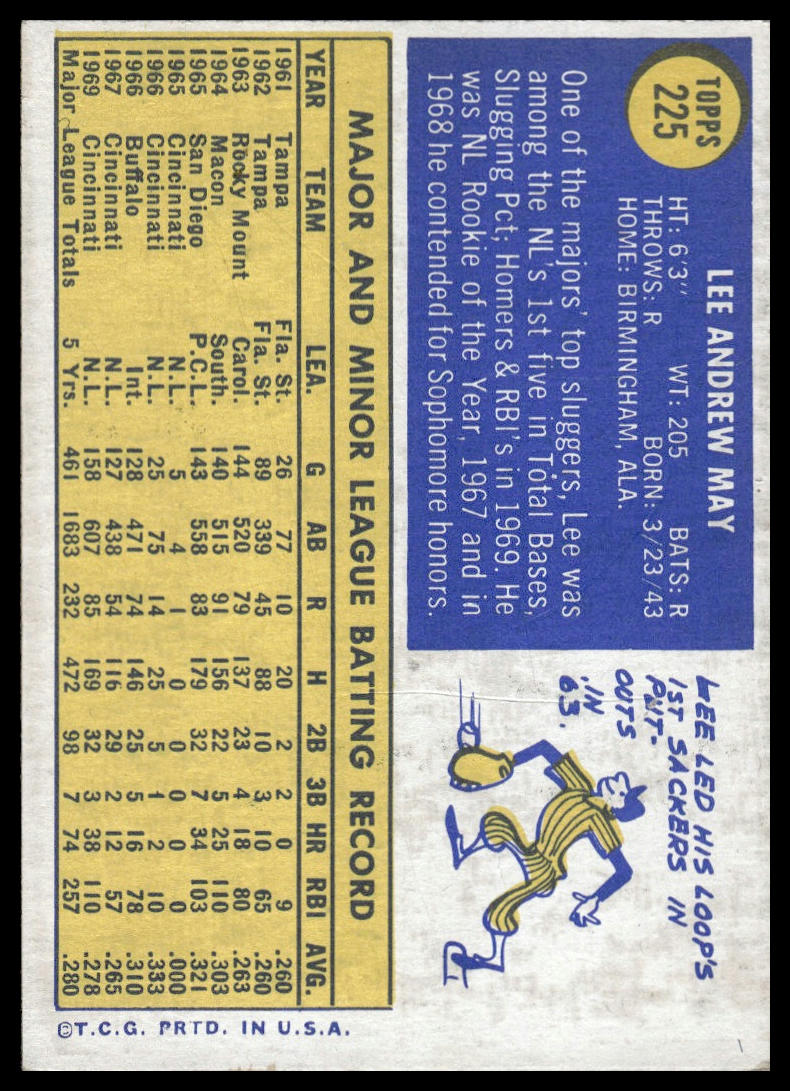 TOPPS
225
LEE ANDREW MAY
HT: 6'3" WT: 205 BATS: R
THROWS: R BORN: 3/23/43
HOME: BIRMINGHAM, ALA.
One of the majors' top sluggers, Lee was
among the NL's 1st five in Total Bases,
Slugging Pct; Homers & RBI's in 1969. He
was NL Rookie of the Year, 1967 and in
1968 he contended for Sophomore honors.
LEE LED HIS LOOP'S
1ST SACKERS IN
PUT-
OUTS
IN
63.
MAJOR AND MINOR LEAGUE BATTING RECORD
YEAR TEAM LEA. G AB R H 2B 3B HR RBI AVG.
1961 Tampa Fla. St. 26 77 10 20 2 2 0 9 .260
1962 Tampa Fla. St. 89 339 45 88 10 3 10 65 .260
1963 Rocky Mount Carol. 144 520 79 137 23 4 18 80 .263
1964 Macon South. 140 515 91 156 22 5 25 110 .303
1965 San Diego P.C.L. 143 558 83 179 32 7 34 103 .321
1965 Cincinnati N.L. 5 4 1 0 0 0 0 0 .000
1966 Cincinnati N.L. 25 75 14 25 5 1 2 10 .333
1966 Buffalo Int. 128 471 74 146 25 5 16 78 .310
1967 Cincinnati N.L. 127 438 54 116 29 2 12 57 .265
1969 Cincinnati N.L. 158 607 85 169 32 3 38 110 .278
Major League Totals 5 Yrs. 461 1683 232 472 98 7 74 257 .280
©T.C.G. PRTD. IN U.S.A.